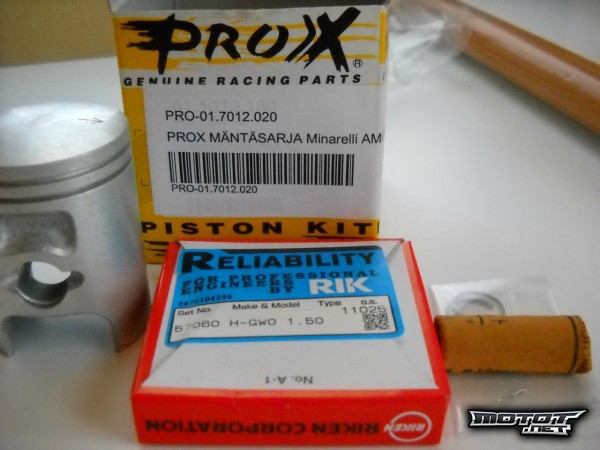 PROX®
GENUINE RACING PARTS
PRO-01.7012.020
PROX MÄNTÄSARJA Minarelli AM
PRO-01.7012.020
PISTON KIT
RELIABILITY
FOR PROFESSIONAL
ENGINEERS
BY RIK
Set No. Make & Model Type o.s.
57060 H-GWO 1.50 11025
No. A-1
RIKEN CORPORATION
RIKEN
MOTOT
.NET